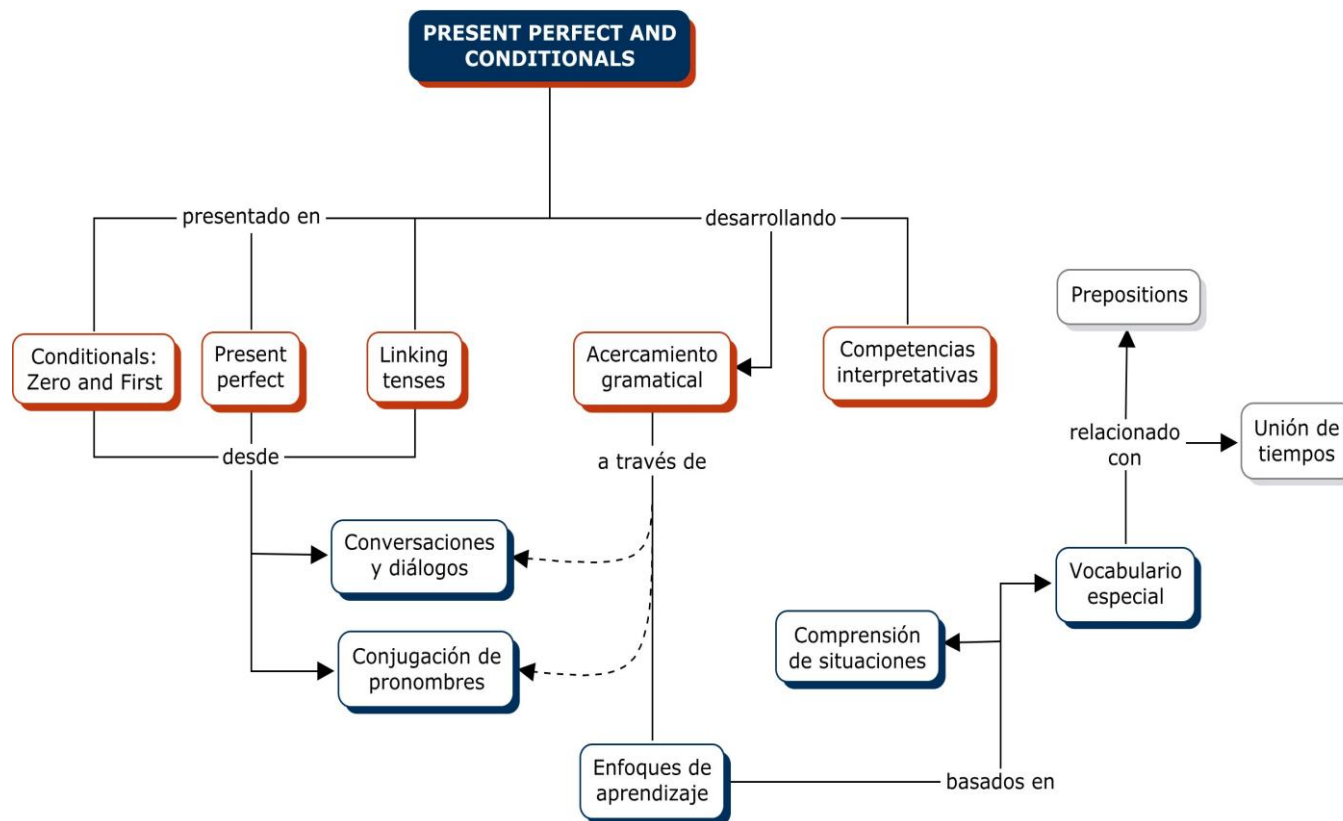 PRESENT PERFECT AND
CONDITIONALS
presentado en
desarrollando
Conditionals:
Zero and First
Present
perfect
Linking
tenses
Acercamiento
gramatical
Competencias
interpretativas
Prepositions
relacionado
con
Unión de
tiempos
desde
a través de
Conversaciones
y diálogos
Conjugación de
pronombres
Vocabulario
especial
Comprensión
de situaciones
Enfoques de
aprendizaje
basados en